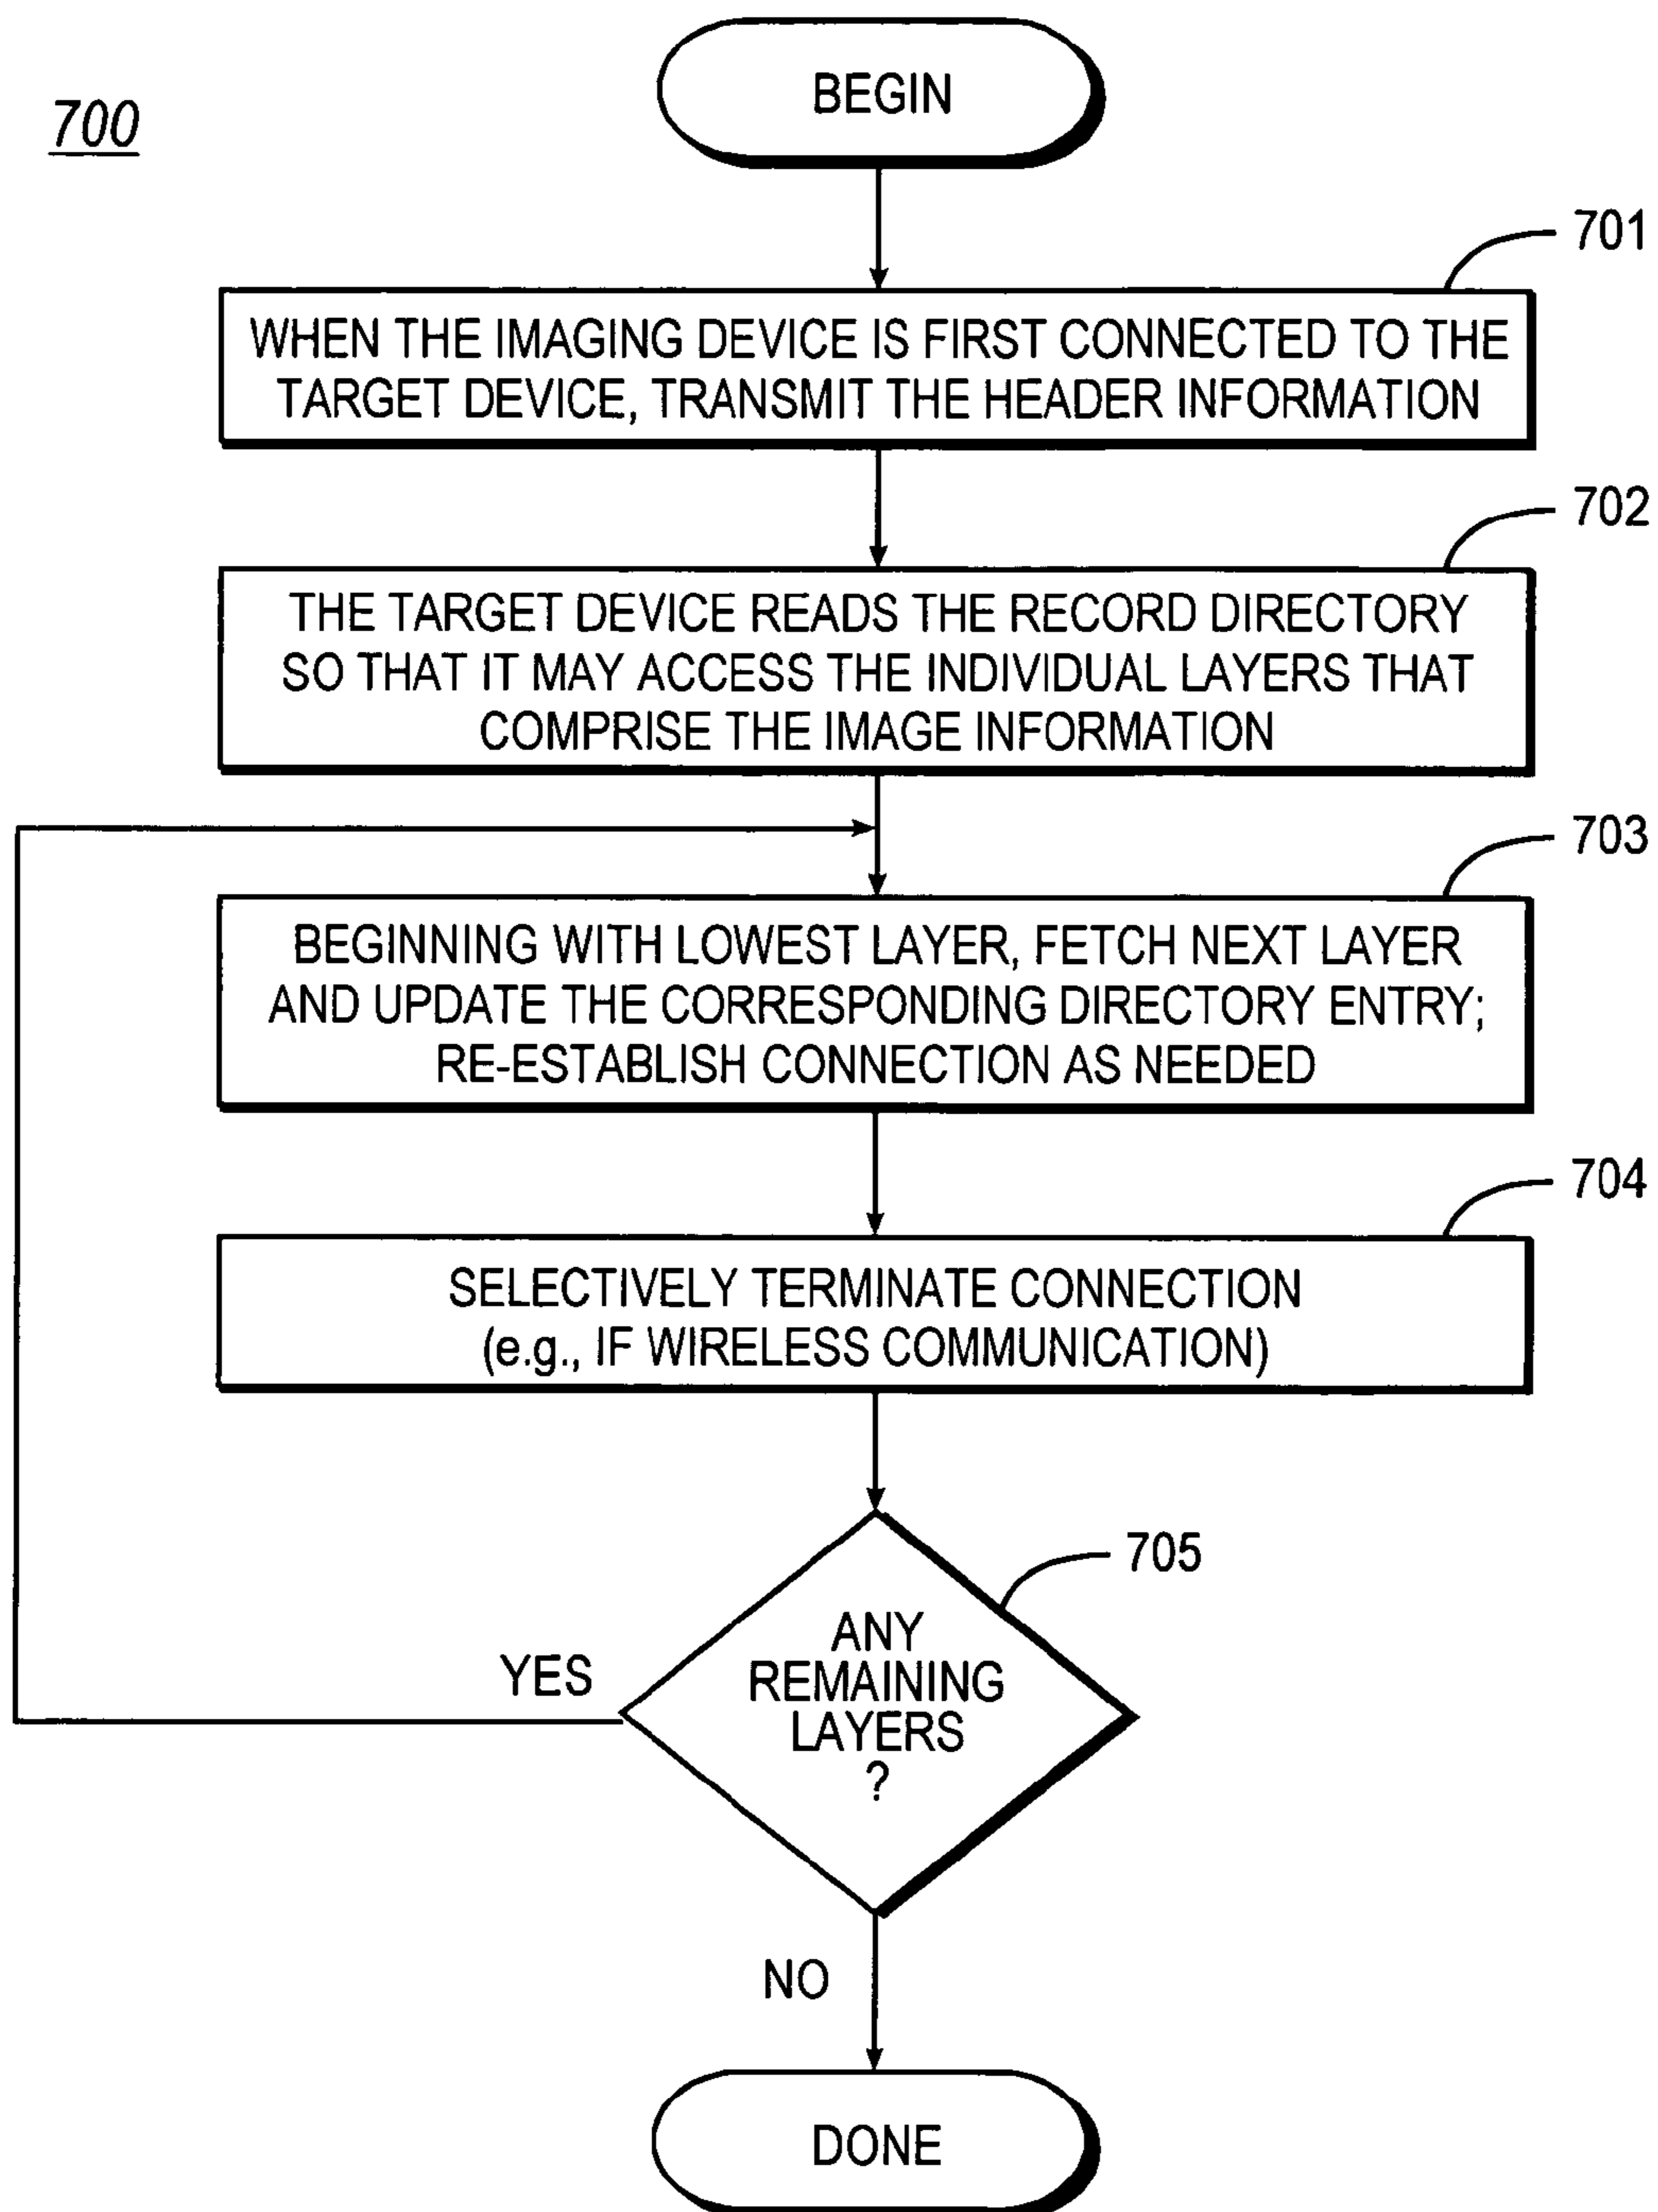 700
BEGIN
701
WHEN THE IMAGING DEVICE IS FIRST CONNECTED TO THE
TARGET DEVICE, TRANSMIT THE HEADER INFORMATION
702
THE TARGET DEVICE READS THE RECORD DIRECTORY
SO THAT IT MAY ACCESS THE INDIVIDUAL LAYERS THAT
COMPRISE THE IMAGE INFORMATION
703
BEGINNING WITH LOWEST LAYER, FETCH NEXT LAYER
AND UPDATE THE CORRESPONDING DIRECTORY ENTRY;
RE-ESTABLISH CONNECTION AS NEEDED
704
SELECTIVELY TERMINATE CONNECTION
(e.g., IF WIRELESS COMMUNICATION)
705
ANY
REMAINING
LAYERS
?
YES
NO
DONE